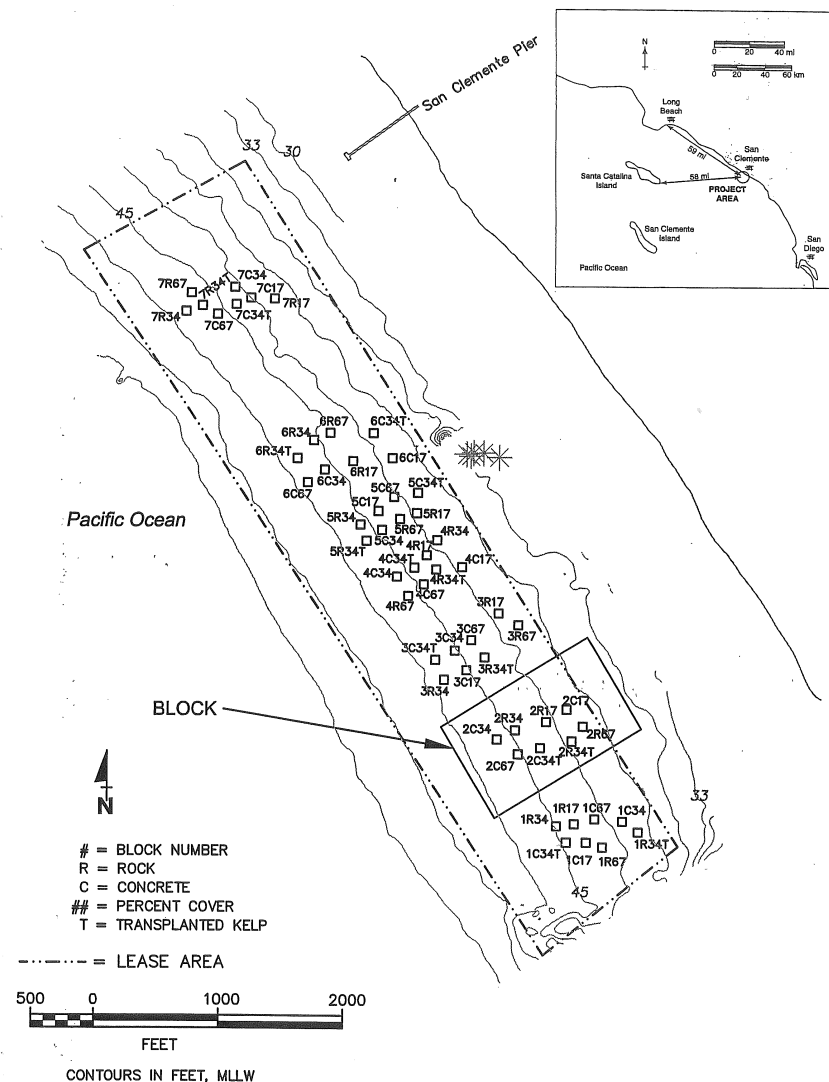 San Clemente Pier
N
0 20 40 mi
0 20 40 60 km
Long
Beach
59 mi
San
Clemente
58 mi
Santa Catalina
Island
PROJECT
AREA
San Clemente
Island
San
Diego
Pacific Ocean
33
30
45
7R67
7R34T
7C34
7C17
7R17
7R34
7C67
7C34T
6R34
6R67
6C34T
6R34T
6C34
6R17
6C17
6C67
5C67
5C34T
5C17
5R34
5R67
5R17
5C34
5R34T
4R17
4R34
4C34T
4C17
4C34
4R34T
4C67
4R67
Pacific Ocean
3R17
3R67
3C67
3C34
3C34T
3R34T
3C17
3R34
BLOCK
2C17
2R17
2R34
2C34
2R67
2R34T
2C34T
2C67
33
1R17
1C67
1C34
1R34
1R34T
1C34T
1C17
1R67
45
N
# = BLOCK NUMBER
R = ROCK
C = CONCRETE
## = PERCENT COVER
T = TRANSPLANTED KELP
= LEASE AREA
500 0 1000 2000
FEET
CONTOURS IN FEET, MLLW